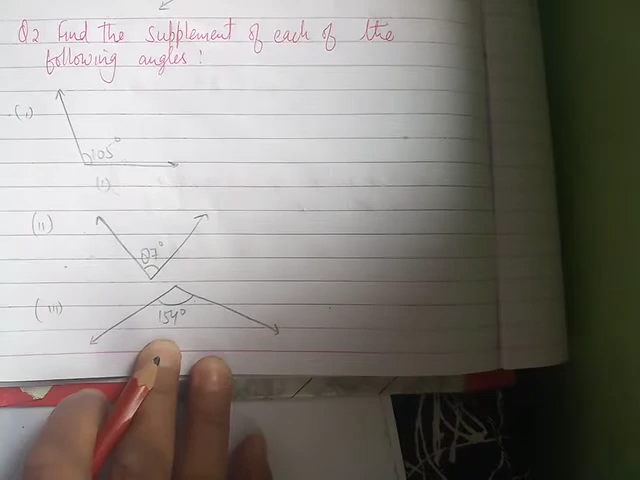 Q2 Find the supplement of each of the
following angles :
(i)
105°
(i)
(ii)
87°
(iii)
154°